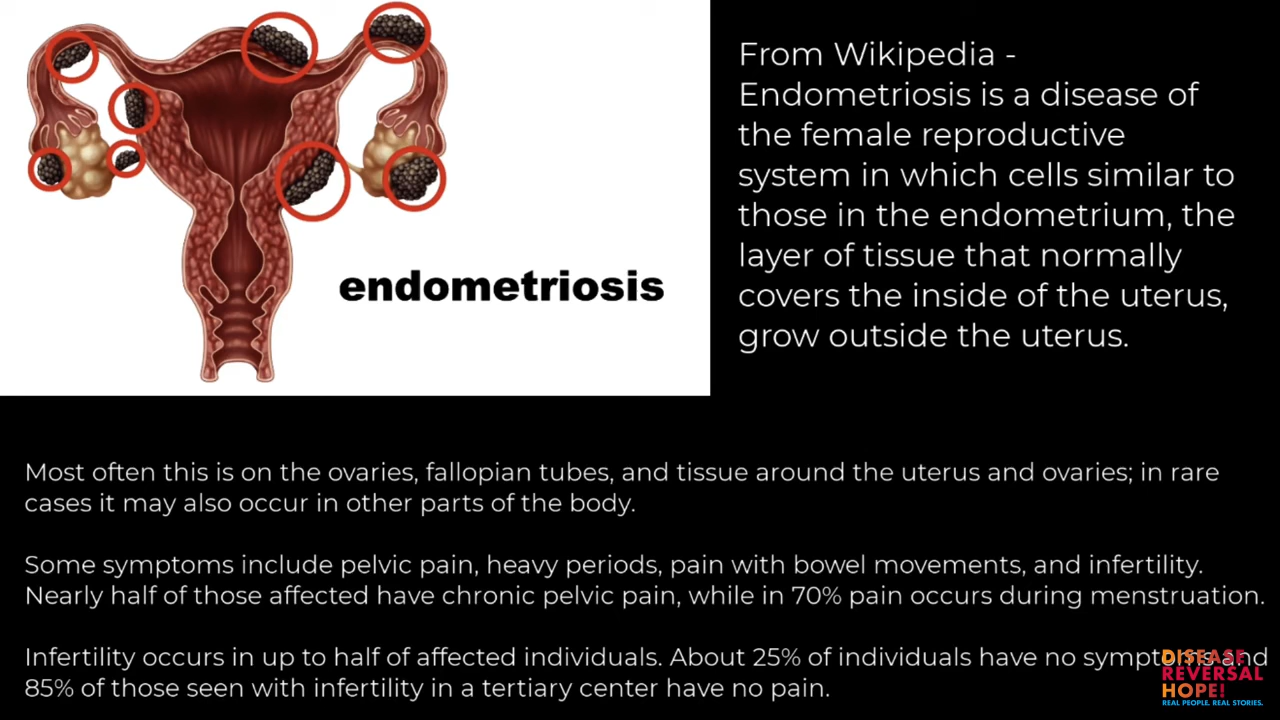 From Wikipedia -
Endometriosis is a disease of
the female reproductive
system in which cells similar to
those in the endometrium, the
layer of tissue that normally
covers the inside of the uterus,
grow outside the uterus.
endometriosis
Most often this is on the ovaries, fallopian tubes, and tissue around the uterus and ovaries; in rare
cases it may also occur in other parts of the body.
Some symptoms include pelvic pain, heavy periods, pain with bowel movements, and infertility.
Nearly half of those affected have chronic pelvic pain, while in 70% pain occurs during menstruation.
Infertility occurs in up to half of affected individuals. About 25% of individuals have no symptoms and
85% of those seen with infertility in a tertiary center have no pain.
DISEASE
REVERSAL
HOPE!
REAL PEOPLE. REAL STORIES.